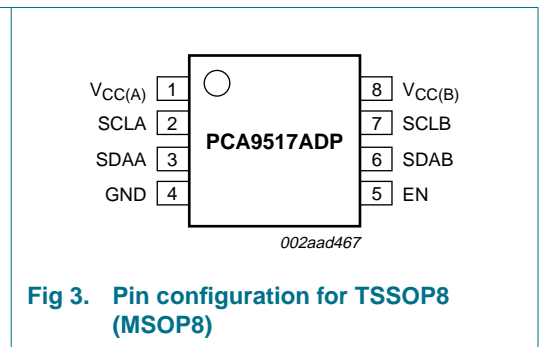 VCC(A) 1
SCLA 2
SDAA 3
GND 4
PCA9517ADP
8 VCC(B)
7 SCLB
6 SDAB
5 EN
002aad467
Fig 3. Pin configuration for TSSOP8
(MSOP8)